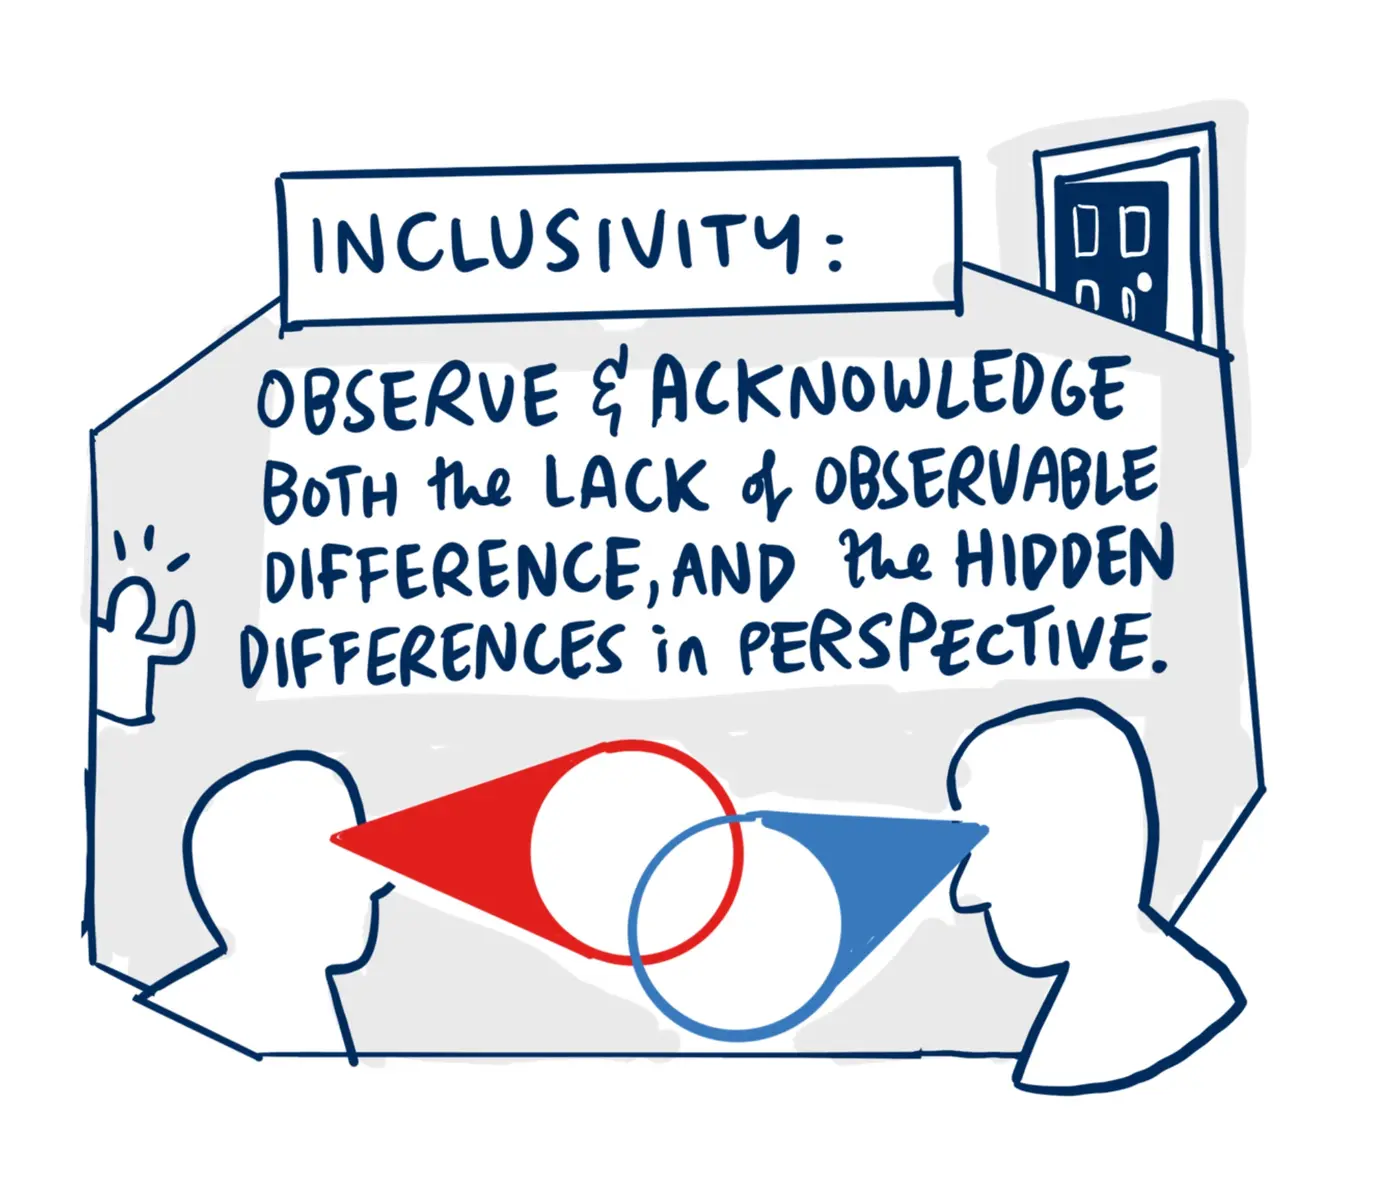 INCLUSIVITY:
OBSERVE & ACKNOWLEDGE
BOTH the LACK of OBSERVABLE
DIFFERENCE, AND the HIDDEN
DIFFERENCES in PERSPECTIVE.